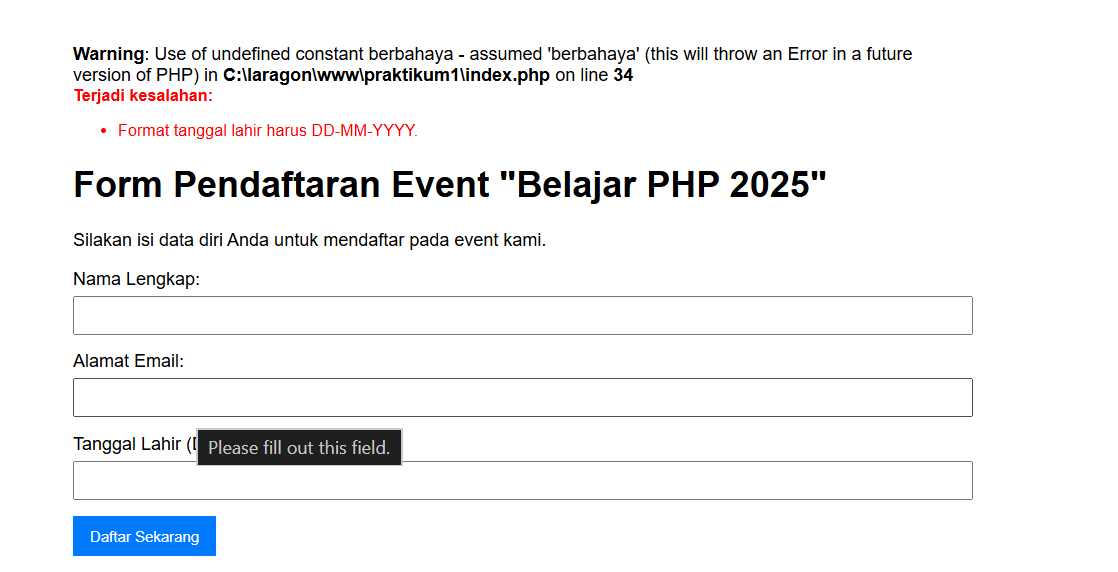 Warning: Use of undefined constant berbahaya - assumed 'berbahaya' (this will throw an Error in a future
version of PHP) in C:\laragon\www\praktikum1\index.php on line 34
Terjadi kesalahan:
• Format tanggal lahir harus DD-MM-YYYY.
Form Pendaftaran Event "Belajar PHP 2025"
Silakan isi data diri Anda untuk mendaftar pada event kami.
Nama Lengkap:
Alamat Email:
Tanggal Lahir (
Please fill out this field.
Daftar Sekarang